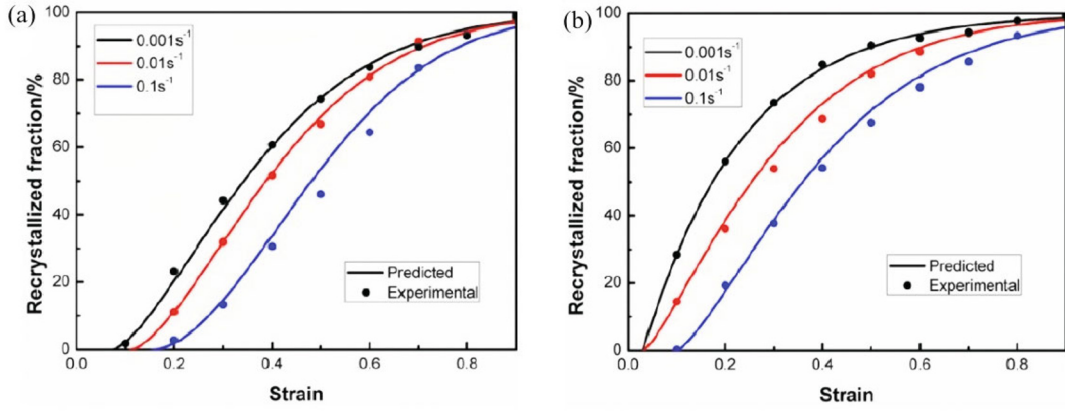 (a)
Recrystallized fraction/%
100
80
60
40
20
0
0.001s⁻¹
0.01s⁻¹
0.1s⁻¹
Predicted
Experimental
0.2
0.4
0.6
0.8
Strain
(b)
Recrystallized fraction/%
100
80
60
40
20
0
0.001s⁻¹
0.01s⁻¹
0.1s⁻¹
Predicted
Experimental
0.0
0.2
0.4
0.6
0.8
Strain